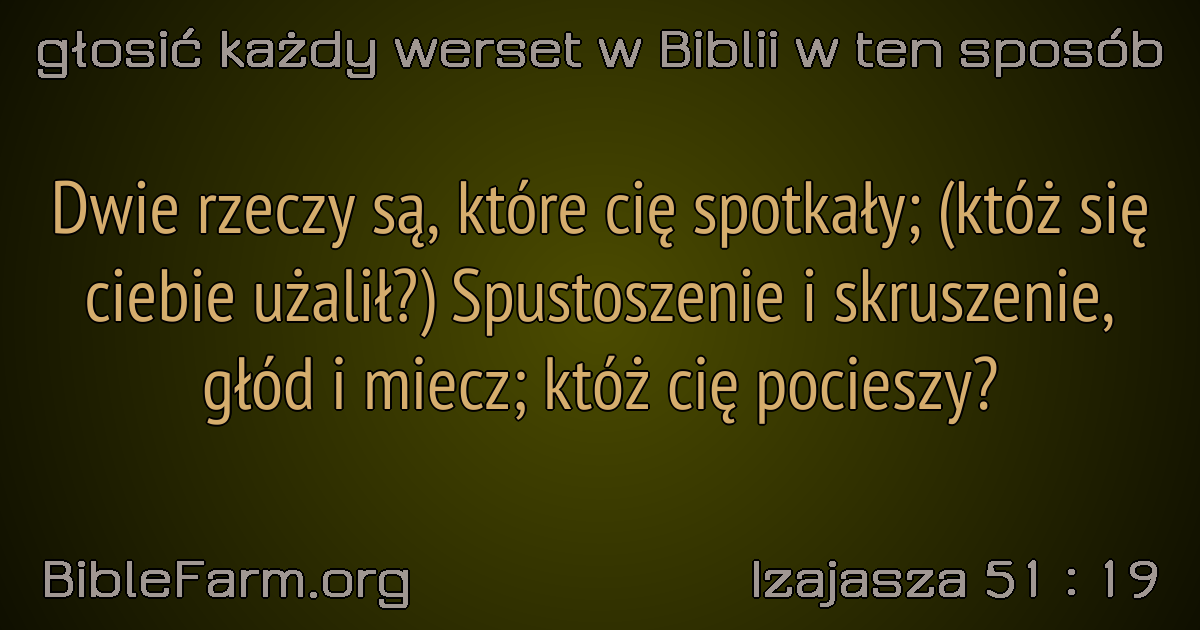 głosić każdy werset w Biblii w ten sposób
Dwie rzeczy są, które cię spotkały; (któż się
ciebie użalił?) Spustoszenie i skruszenie,
głód i miecz; któż cię pocieszy?
BibleFarm.org
Izajasza 51 : 19